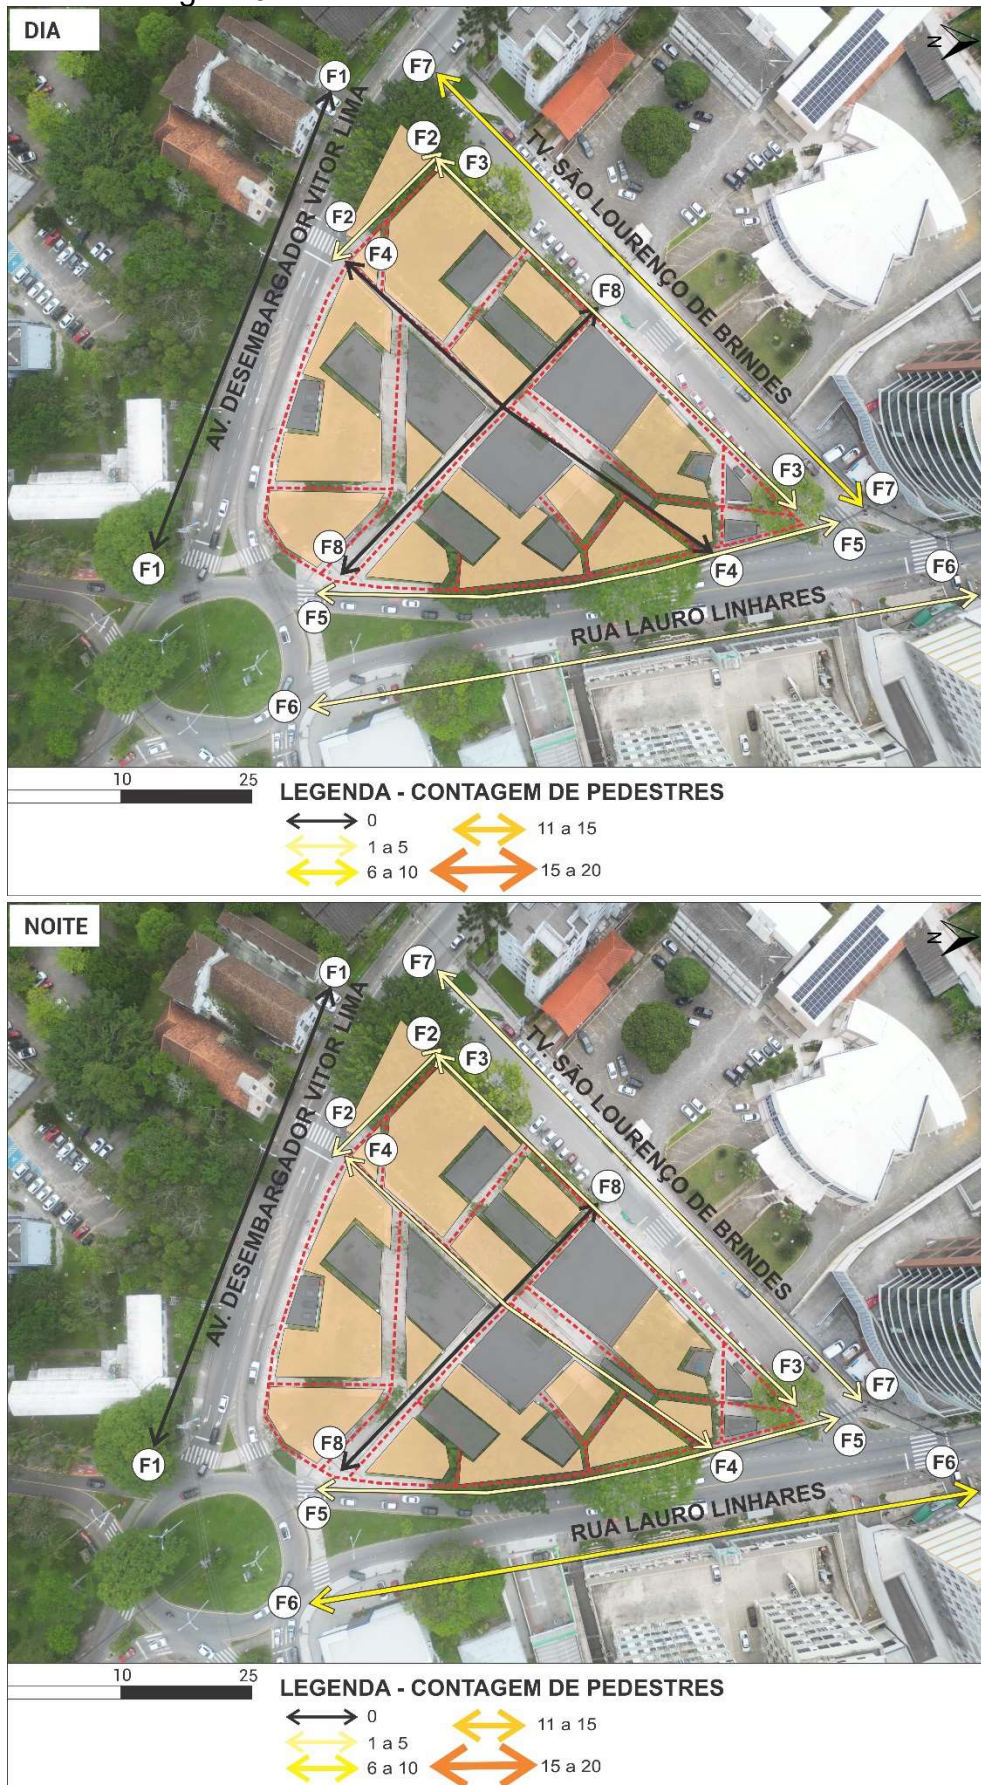 DIA
N
F1
F7
F2
F3
F2
F4
F8
AV. DESEMBARGADOR VITOR LIMA
TV. SÃO LOURENÇO DE BRINDES
F3
F7
F5
F8
F4
F1
F5
F6
RUA LAURO LINHARES
F6
10 25
LEGENDA - CONTAGEM DE PEDESTRES
0 11 a 15
1 a 5
6 a 10 15 a 20
NOITE
N
F1
F7
F2
F3
F2
F4
F8
AV. DESEMBARGADOR VITOR LIMA
TV. SÃO LOURENÇO DE BRINDES
F3
F7
F5
F8
F4
F1
F5
F6
RUA LAURO LINHARES
F6
10 25
LEGENDA - CONTAGEM DE PEDESTRES
0 11 a 15
1 a 5
6 a 10 15 a 20